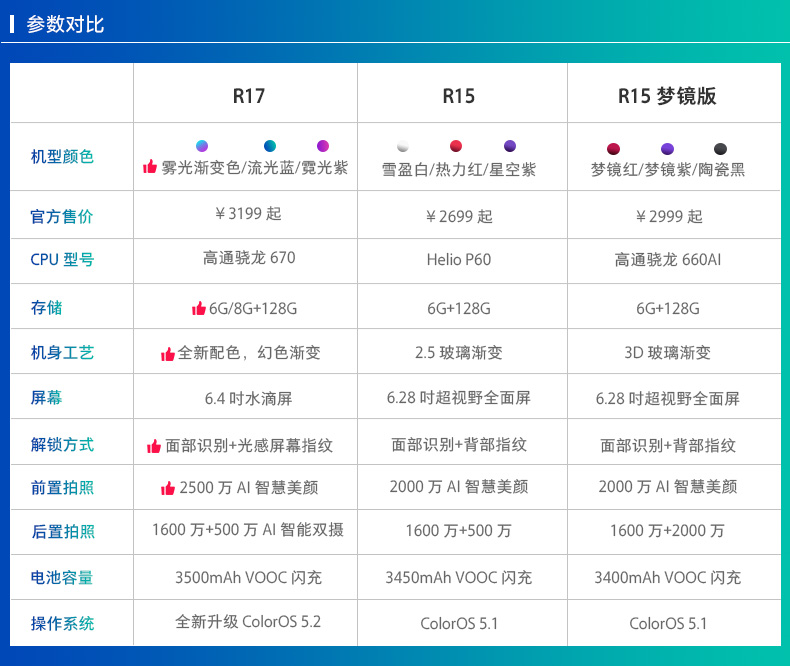 参数对比
R17 R15 R15 梦镜版
机型颜色 雾光渐变色/流光蓝/霓光紫 雪盈白/热力红/星空紫 梦镜红/梦镜紫/陶瓷黑
官方售价 ¥3199 起 ¥2699 起 ¥2999 起
CPU 型号 高通骁龙 670 Helio P60 高通骁龙 660AI
存储 6G/8G+128G 6G+128G 6G+128G
机身工艺 全新配色，幻色渐变 2.5 玻璃渐变 3D 玻璃渐变
屏幕 6.4 吋水滴屏 6.28 吋超视野全面屏 6.28 吋超视野全面屏
解锁方式 面部识别+光感屏幕指纹 面部识别+背部指纹 面部识别+背部指纹
前置拍照 2500 万 AI 智慧美颜 2000 万 AI 智慧美颜 2000 万 AI 智慧美颜
后置拍照 1600 万+500 万 AI 智能双摄 1600 万+500 万 1600 万+2000 万
电池容量 3500mAh VOOC 闪充 3450mAh VOOC 闪充 3400mAh VOOC 闪充
操作系统 全新升级 ColorOS 5.2 ColorOS 5.1 ColorOS 5.1